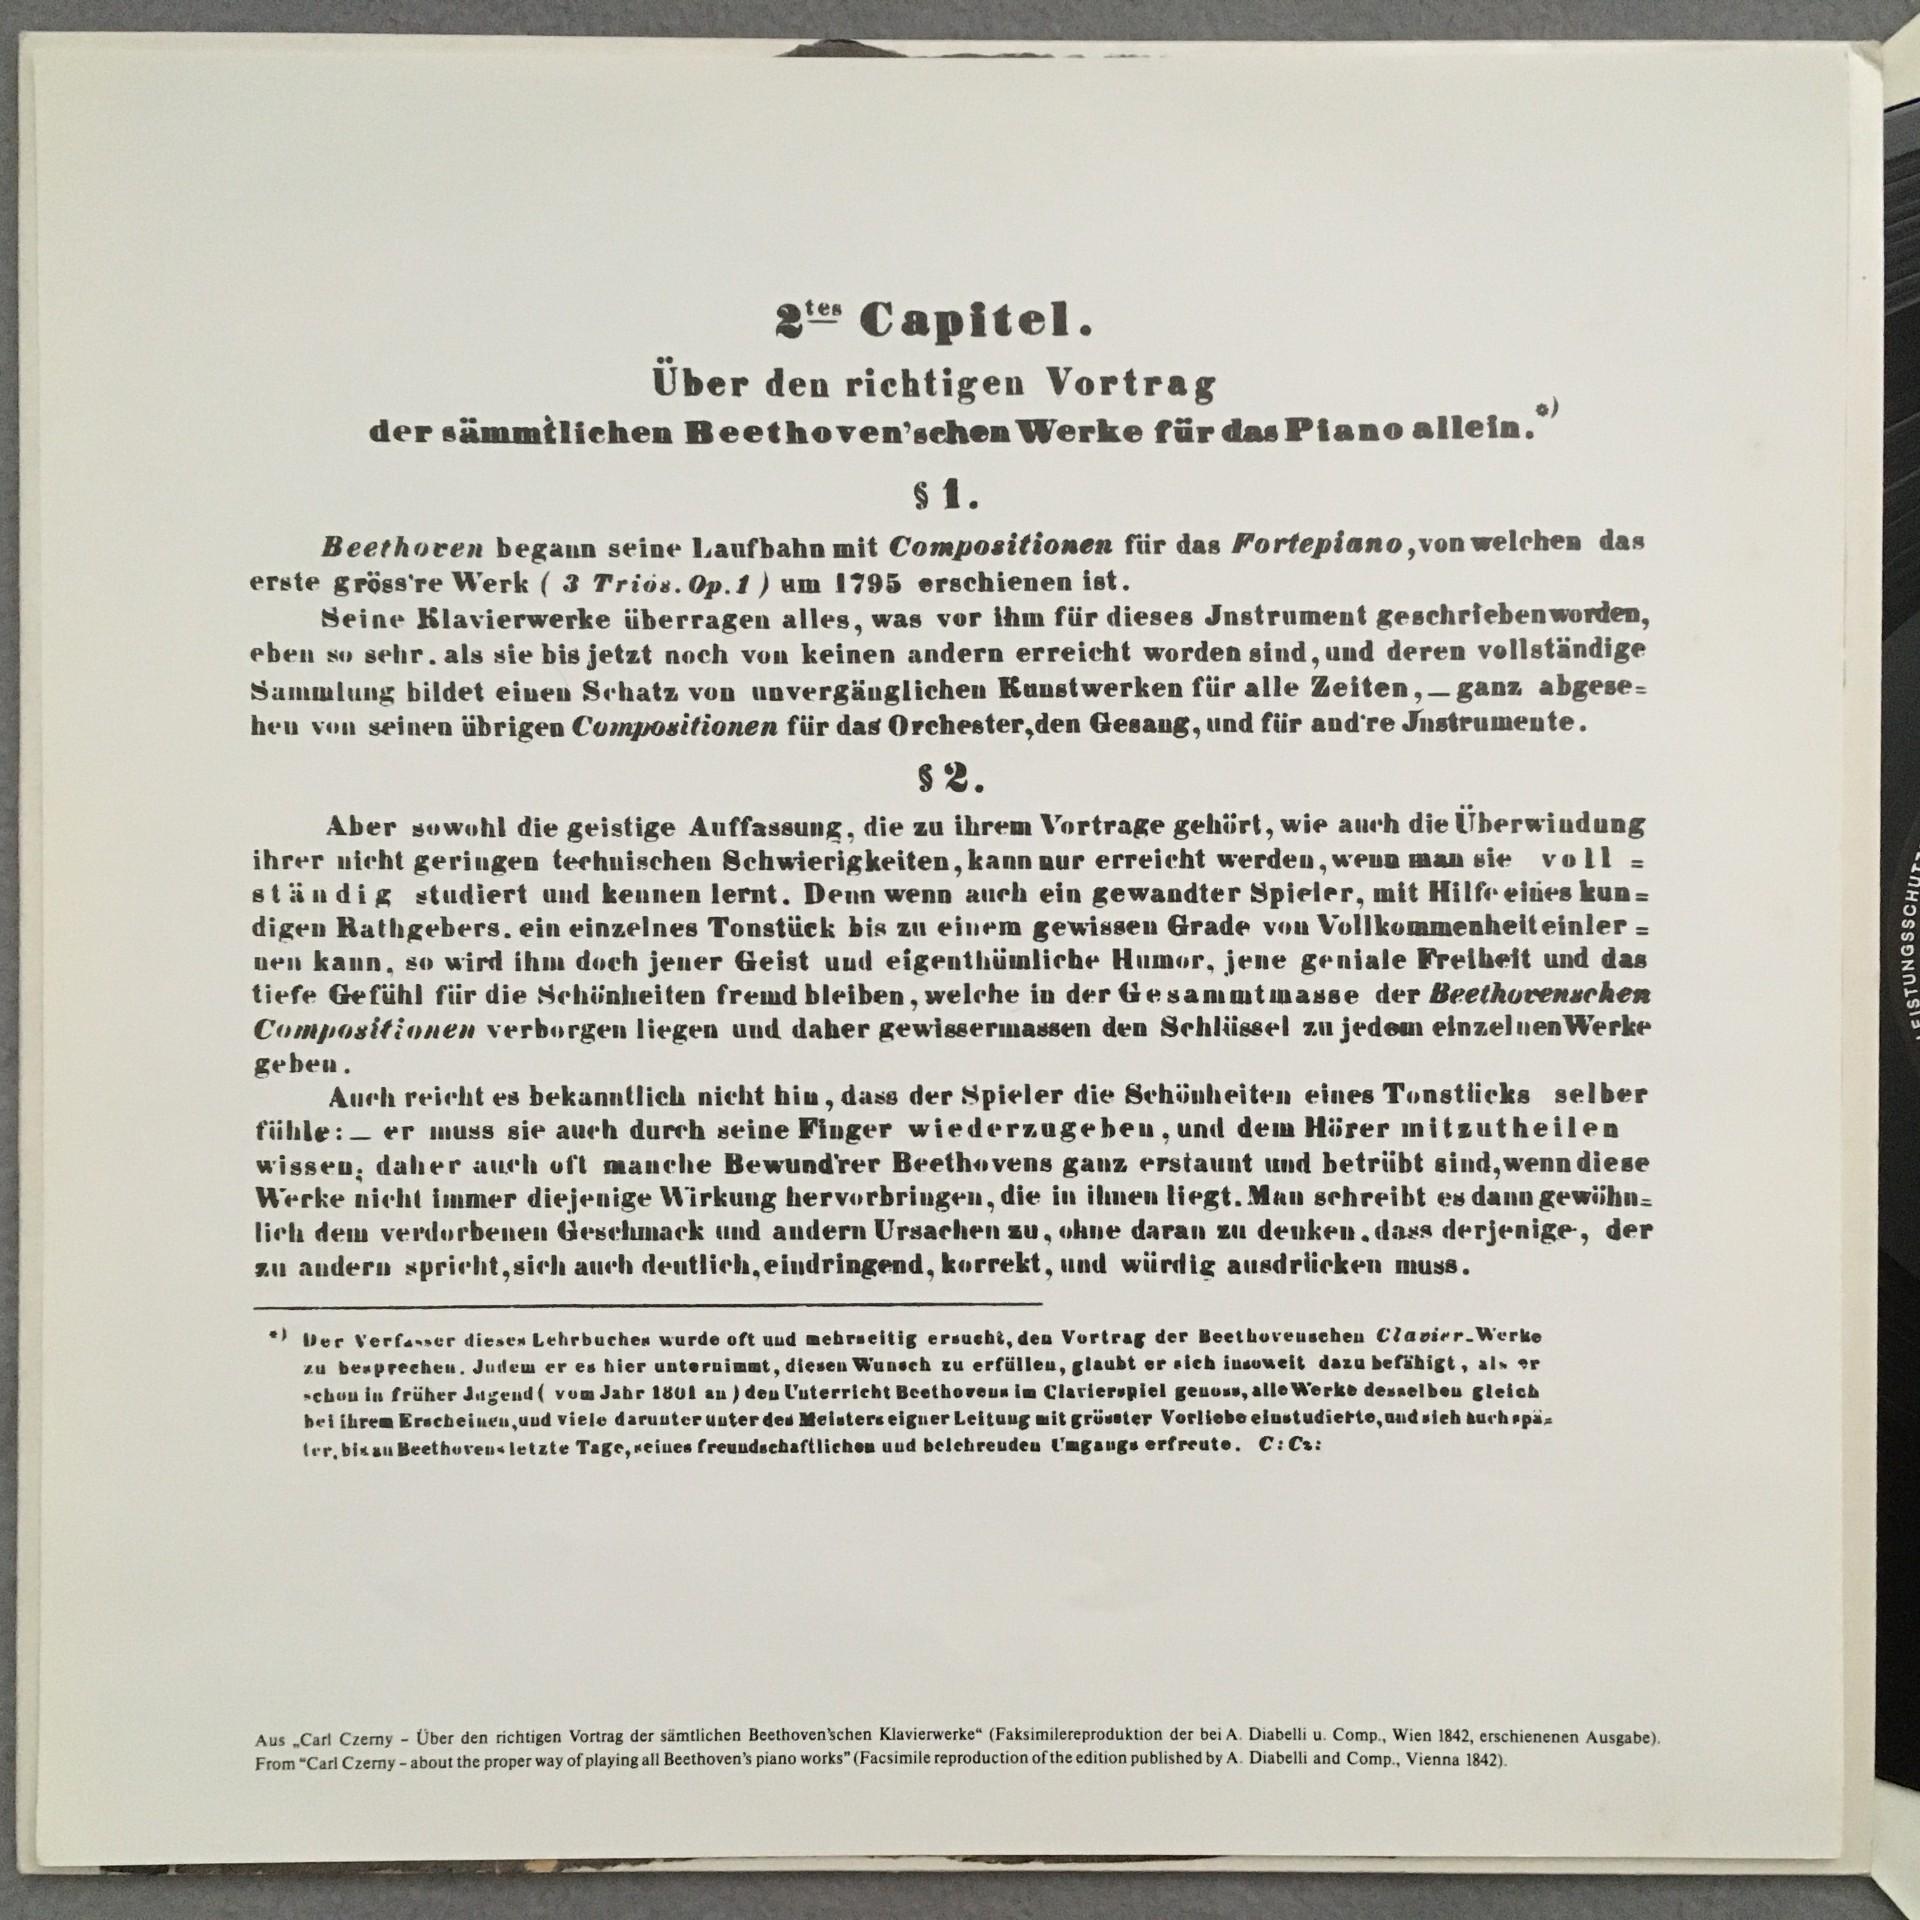 2tes Capitel.
Über den richtigen Vortrag
der sämmtlichen Beethoven'schen Werke für das Piano allein.*)
§ 1.
Beethoven begann seine Laufbahn mit Compositionen für das Fortepiano, von welchen das
erste gröss're Werk ( 3 Trios. Op. 1 ) um 1795 erschienen ist.
Seine Klavierwerke überragen alles, was vor ihm für dieses Jnstrument geschrieben worden,
eben so sehr. als sie bis jetzt noch von keinen andern erreicht worden sind, und deren vollständige
Sammlung bildet einen Schatz von unvergänglichen Kunstwerken für alle Zeiten, — ganz abgese=
hen von seinen übrigen Compositionen für das Orchester, den Gesang, und für and're Jnstrumente.
§ 2.
Aber sowohl die geistige Auffassung, die zu ihrem Vortrage gehört, wie auch die Überwindung
ihrer nicht geringen technischen Schwierigkeiten, kann nur erreicht werden, wenn man sie voll =
ständig studiert und kennen lernt. Denn wenn auch ein gewandter Spieler, mit Hilfe eines kun=
digen Rathgebers. ein einzelnes Tonstück bis zu einem gewissen Grade von Vollkommenheit einler =
nen kann, so wird ihm doch jener Geist und eigenthümliche Humor, jene geniale Freiheit und das
tiefe Gefühl für die Schönheiten fremd bleiben, welche in der Gesammtmasse der Beethovenschen
Compositionen verborgen liegen und daher gewissermassen den Schlüssel zu jedem einzelnen Werke
geben.
Auch reicht es bekanntlich nicht hin, dass der Spieler die Schönheiten eines Tonstücks selber
fühle: — er muss sie auch durch seine Finger wiederzugeben, und dem Hörer mitzutheilen
wissen; daher auch oft manche Bewund'rer Beethovens ganz erstaunt und betrübt sind, wenn diese
Werke nicht immer diejenige Wirkung hervorbringen, die in ihnen liegt. Man schreibt es dann gewöhn=
lich dem verdorbenen Geschmack und andern Ursachen zu, ohne daran zu denken. dass derjenige, der
zu andern spricht, sich auch deutlich, eindringend, korrekt, und würdig ausdrücken muss.
*) Der Verfasser dieses Lehrbuches wurde oft und mehrseitig ersucht, den Vortrag der Beethovenschen Clavier-Werke
zu besprechen. Jndem er es hier unternimmt, diesen Wunsch zu erfüllen, glaubt er sich insoweit dazu befähigt, als er
schon in früher Jugend ( vom Jahr 1801 an ) den Unterricht Beethovens im Clavierspiel genoss, alle Werke desselben gleich
bei ihrem Erscheinen, und viele darunter unter des Meisters eigner Leitung mit grösster Vorliebe einstudierte, und sich auch spä=
ter, bis an Beethovens letzte Tage, seines freundschaftlichen und belehrenden Umgangs erfreute. C: Cz:
Aus „Carl Czerny – Über den richtigen Vortrag der sämtlichen Beethoven'schen Klavierwerke“ (Faksimilereproduktion der bei A. Diabelli u. Comp., Wien 1842, erschienenen Ausgabe).
From “Carl Czerny – about the proper way of playing all Beethoven's piano works” (Facsimile reproduction of the edition published by A. Diabelli and Comp., Vienna 1842).